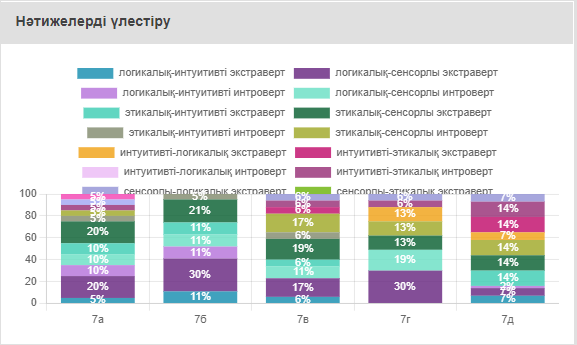 Нәтижелерді үлестіру
логикалық-интуитивті экстраверт логикалық-сенсорлы экстраверт
логикалық-интуитивті интроверт логикалық-сенсорлы интроверт
этикалық-интуитивті экстраверт этикалық-сенсорлы экстраверт
этикалық-интуитивті интроверт этикалық-сенсорлы интроверт
интуитивті-логикалық экстраверт интуитивті-этикалық экстраверт
интуитивті-логикалық интроверт интуитивті-этикалық интроверт
сенсорлы-логикалық экстраверт сенсорлы-этикалық экстраверт
100 5% 5% 6% 6% 7%
80 5% 5% 21% 6% 6% 6% 14%
60 20% 11% 17% 13% 14%
40 10% 10% 11% 6% 19% 13% 7% 14%
20 10% 20% 11% 30% 6% 11% 13% 19% 14% 14%
0 5% 11% 17% 6% 30% 7%
7а 7б 7в 7г 7д